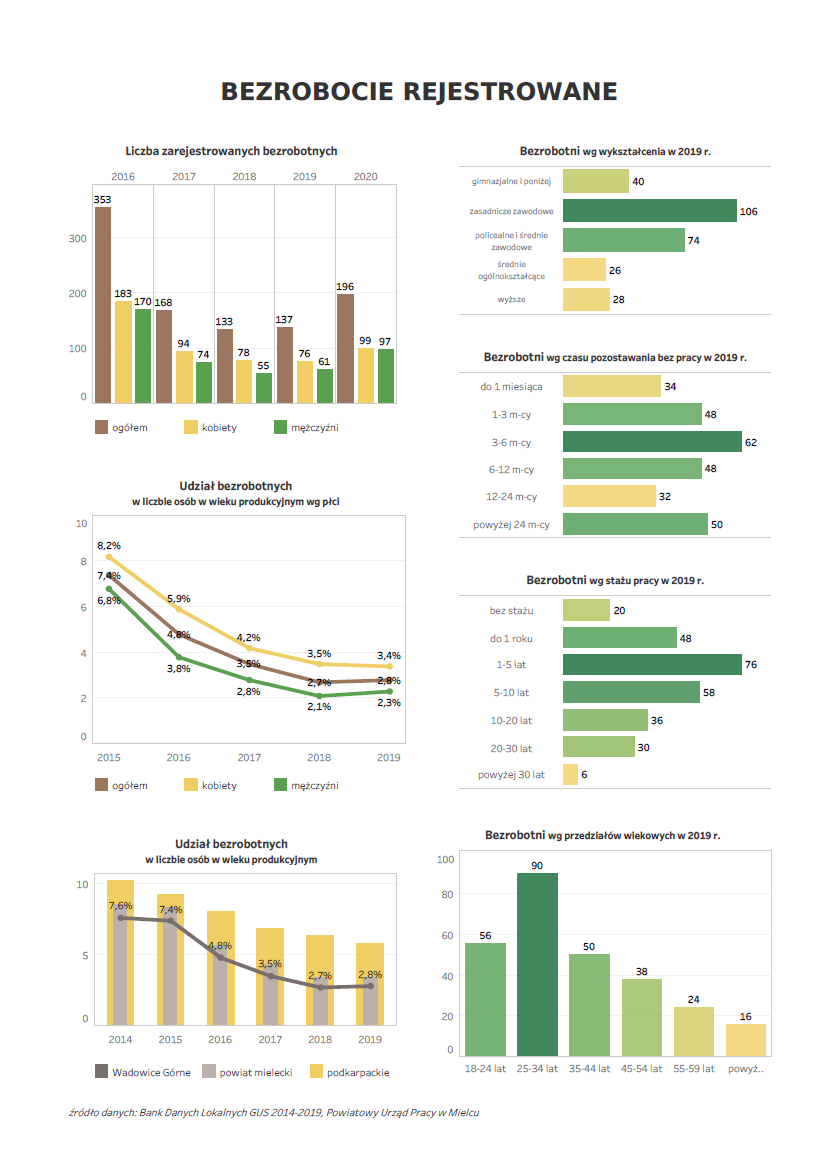 BEZROBOCIE REJESTROWANE
Liczba zarejestrowanych bezrobotnych
2016 2017 2018 2019 2020
300
200
100
0
353 183 170 168 94 74 133 78 55 137 76 61 196 99 97
ogółem kobiety mężczyźni
Udział bezrobotnych
w liczbie osób w wieku produkcyjnym wg płci
10
8
6
4
2
0
8,2% 5,9% 4,2% 3,5% 3,4%
7,4% 4,8% 3,5% 2,7% 2,8%
6,8% 3,8% 2,8% 2,1% 2,3%
2015 2016 2017 2018 2019
ogółem kobiety mężczyźni
Udział bezrobotnych
w liczbie osób w wieku produkcyjnym
10
5
0
7,6% 7,4% 4,8% 3,5% 2,7% 2,8%
2014 2015 2016 2017 2018 2019
Wadowice Górne powiat mielecki podkarpackie
Bezrobotni wg wykształcenia w 2019 r.
gimnazjalne i poniżej 40
zasadnicze zawodowe 106
policealne i średnie
zawodowe 74
średnie
ogólnokształcące 26
wyższe 28
Bezrobotni wg czasu pozostawania bez pracy w 2019 r.
do 1 miesiąca 34
1-3 m-cy 48
3-6 m-cy 62
6-12 m-cy 48
12-24 m-cy 32
powyżej 24 m-cy 50
Bezrobotni wg stażu pracy w 2019 r.
bez stażu 20
do 1 roku 48
1-5 lat 76
5-10 lat 58
10-20 lat 36
20-30 lat 30
powyżej 30 lat 6
Bezrobotni wg przedziałów wiekowych w 2019 r.
100
80
60
40
20
0
56 90 50 38 24 16
18-24 lat 25-34 lat 35-44 lat 45-54 lat 55-59 lat powyż..
źródło danych: Bank Danych Lokalnych GUS 2014-2019, Powiatowy Urząd Pracy w Mielcu